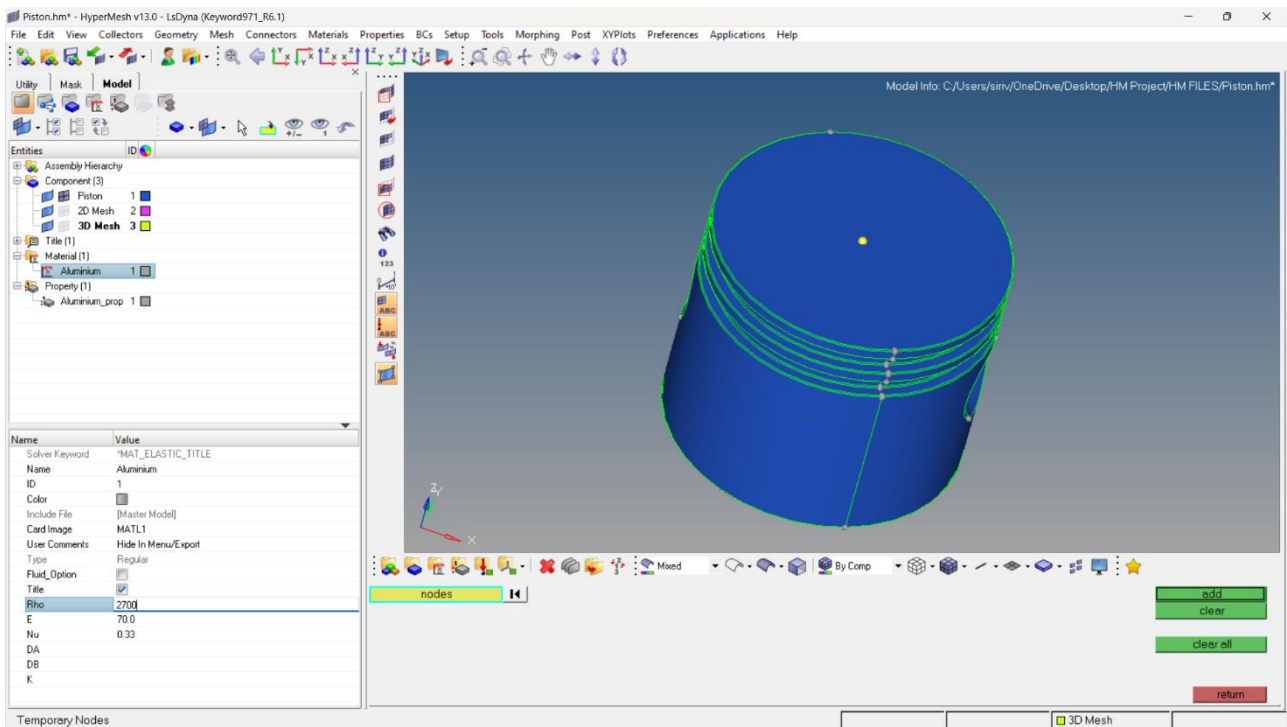 Piston.hm* - HyperMesh v13.0 - LsDyna (Keyword971_R6.1)
File Edit View Collectors Geometry Mesh Connectors Materials Properties BCs Setup Tools Morphing Post XYPlots Preferences Applications Help
Utility Mask Model
Model Info: C:/Users/siriv/OneDrive/Desktop/HM Project/HM FILES/Piston.hm*
Entities ID
Assembly Hierarchy
Component (3)
Piston 1
2D Mesh 2
3D Mesh 3
Title (1)
Material (1)
Aluminium 1
Property (1)
Aluminium_prop 1
123
ABC
ABC
Z Y
X
Name Value
Solver Keyword *MAT_ELASTIC_TITLE
Name Aluminium
ID 1
Color
Include File [Master Model]
Card Image MATL1
User Comments Hide In Menu/Export
Type Regular
Fluid_Option
Title
Rho 2700
E 70.0
Nu 0.33
DA
DB
K
Mixed By Comp
nodes add
clear
clear all
return
Temporary Nodes 3D Mesh